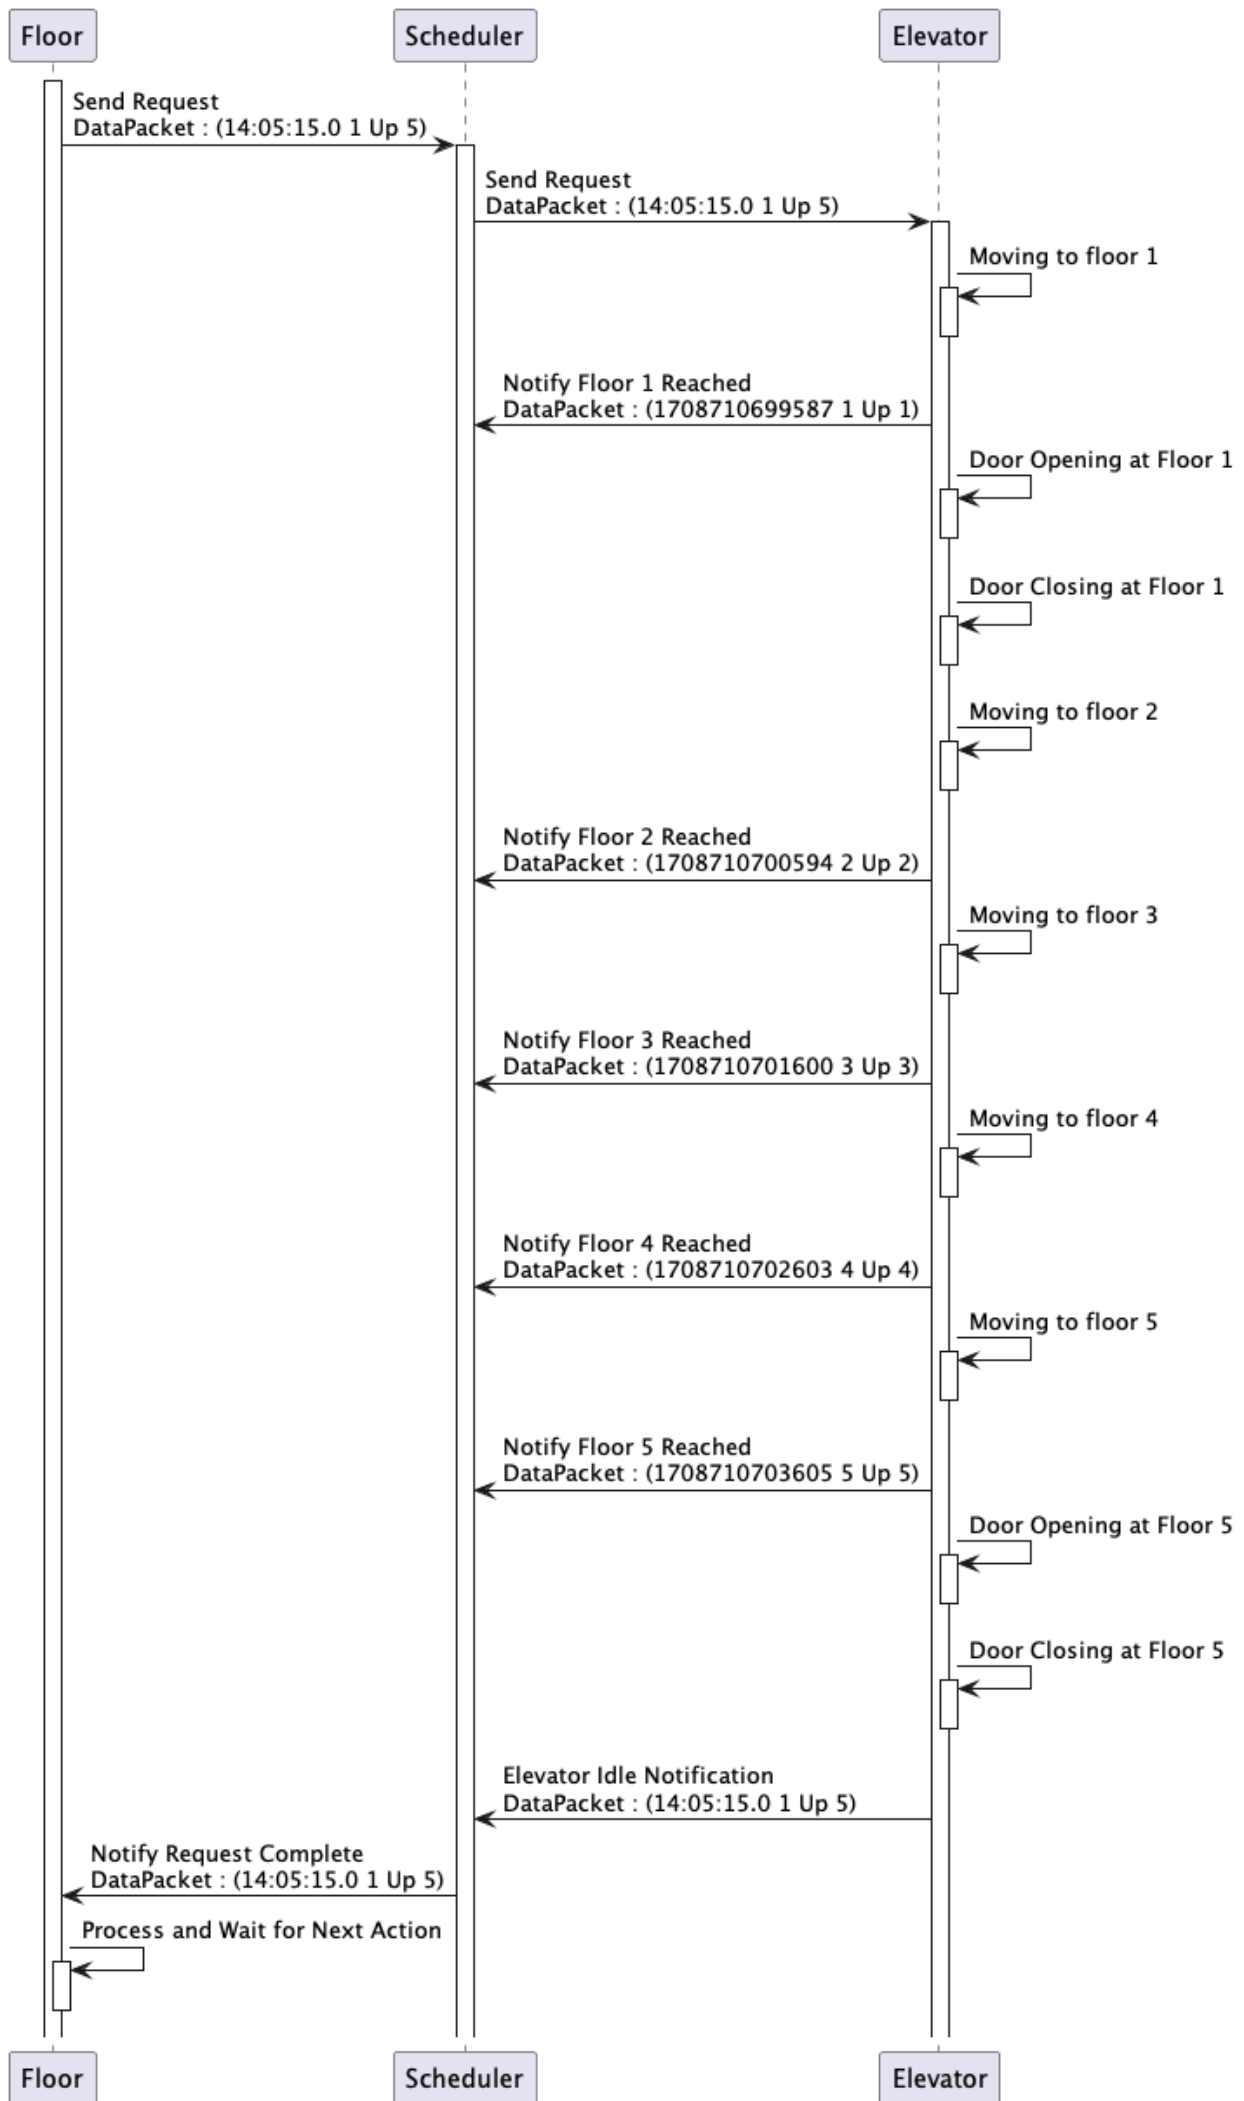 Floor
Scheduler
Elevator
Send Request
DataPacket : (14:05:15.0 1 Up 5)
Send Request
DataPacket : (14:05:15.0 1 Up 5)
Moving to floor 1
Notify Floor 1 Reached
DataPacket : (1708710699587 1 Up 1)
Door Opening at Floor 1
Door Closing at Floor 1
Moving to floor 2
Notify Floor 2 Reached
DataPacket : (1708710700594 2 Up 2)
Moving to floor 3
Notify Floor 3 Reached
DataPacket : (1708710701600 3 Up 3)
Moving to floor 4
Notify Floor 4 Reached
DataPacket : (1708710702603 4 Up 4)
Moving to floor 5
Notify Floor 5 Reached
DataPacket : (1708710703605 5 Up 5)
Door Opening at Floor 5
Door Closing at Floor 5
Elevator Idle Notification
DataPacket : (14:05:15.0 1 Up 5)
Notify Request Complete
DataPacket : (14:05:15.0 1 Up 5)
Process and Wait for Next Action
Floor
Scheduler
Elevator